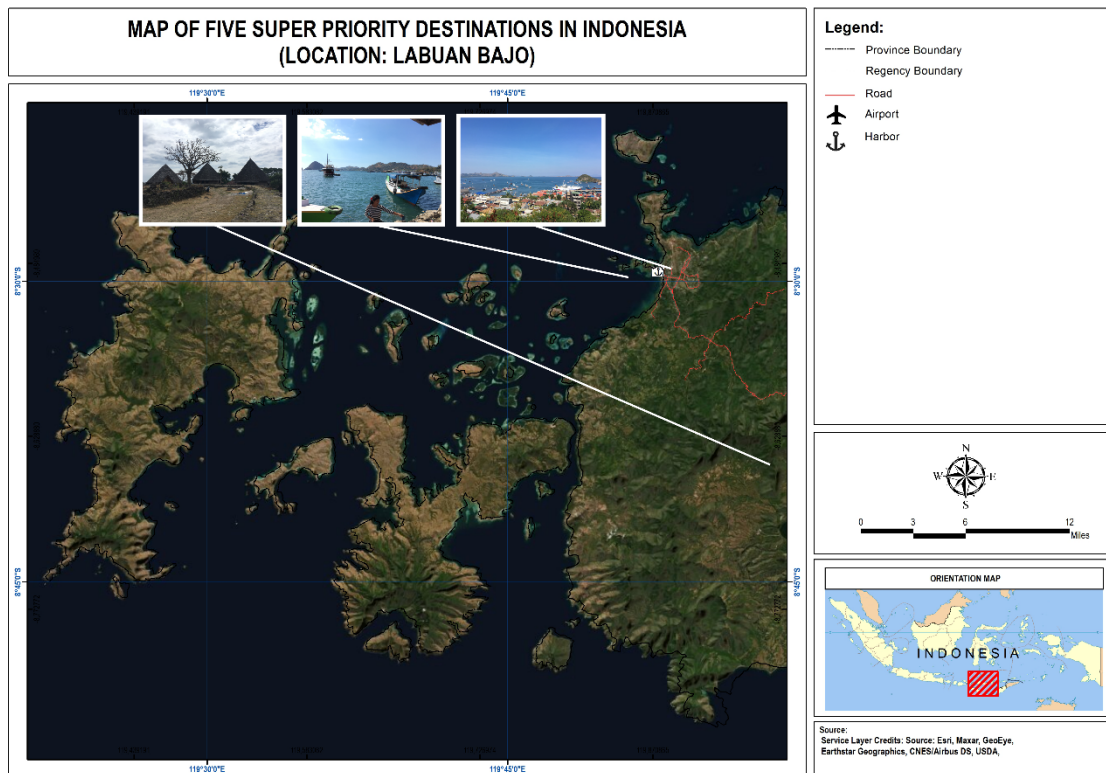 MAP OF FIVE SUPER PRIORITY DESTINATIONS IN INDONESIA
(LOCATION: LABUAN BAJO)
119°30'0"E
119°45'0"E
8°30'0"S
8°30'0"S
8°45'0"S
8°45'0"S
119°30'0"E
119°45'0"E
Legend:
Province Boundary
Regency Boundary
Road
Airport
Harbor
N
W
E
S
0
3
6
12
Miles
ORIENTATION MAP
INDONESIA
Source:
Service Layer Credits: Source: Esri, Maxar, GeoEye,
Earthstar Geographics, CNES/Airbus DS, USDA,